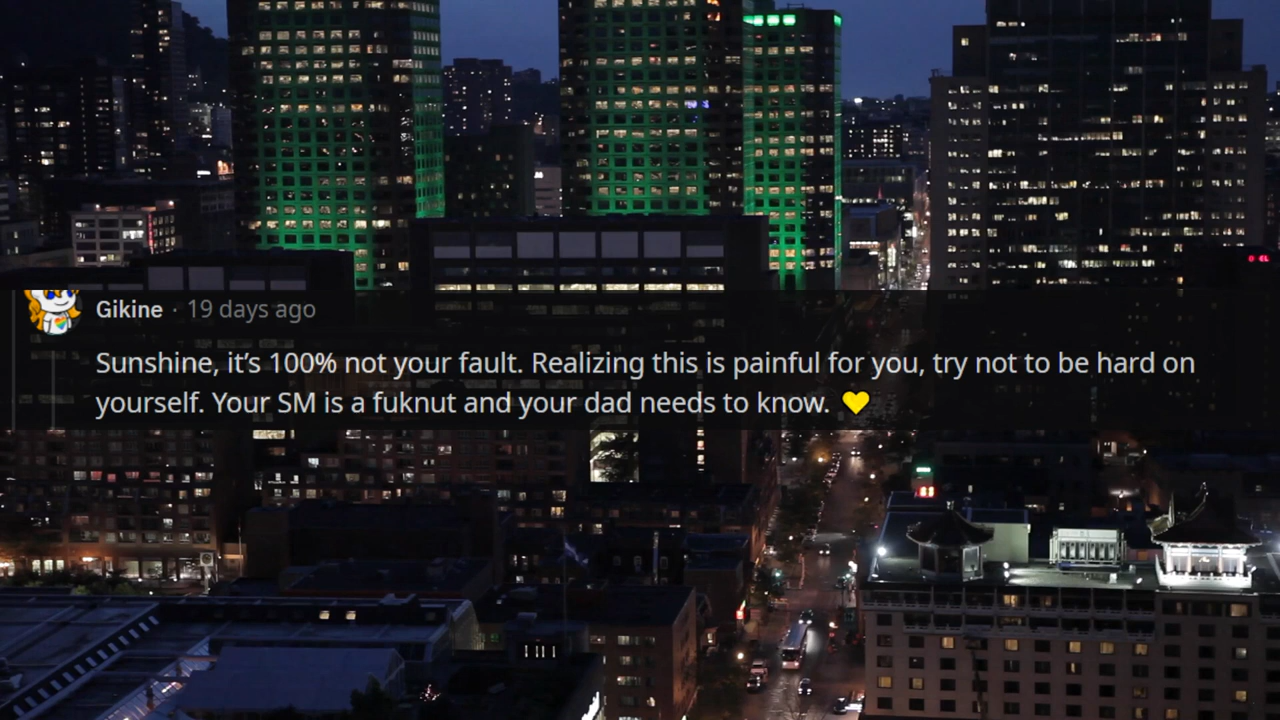 Gikine · 19 days ago
Sunshine, it’s 100% not your fault. Realizing this is painful for you, try not to be hard on
yourself. Your SM is a fuknut and your dad needs to know. 💛